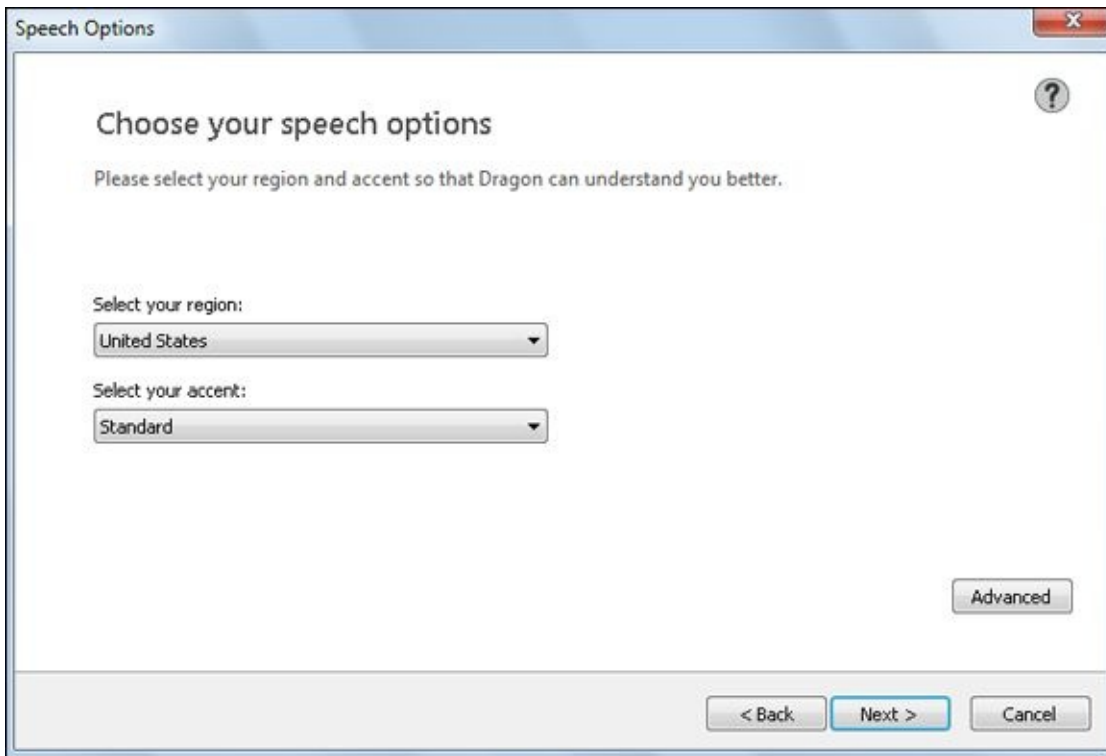 Speech Options
Choose your speech options
Please select your region and accent so that Dragon can understand you better.
Select your region:
United States
Select your accent:
Standard
Advanced
< Back Next > Cancel